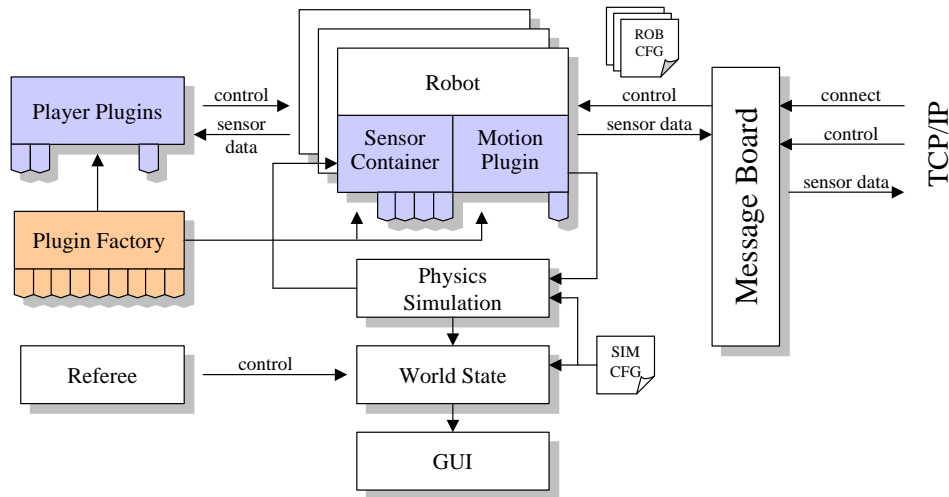 ROB
CFG
Robot
Player Plugins
control
sensor
data
control
sensor data
connect
control
sensor data
TCP/IP
Message Board
Sensor
Container
Motion
Plugin
Plugin Factory
Physics
Simulation
Referee
control
World State
SIM
CFG
GUI